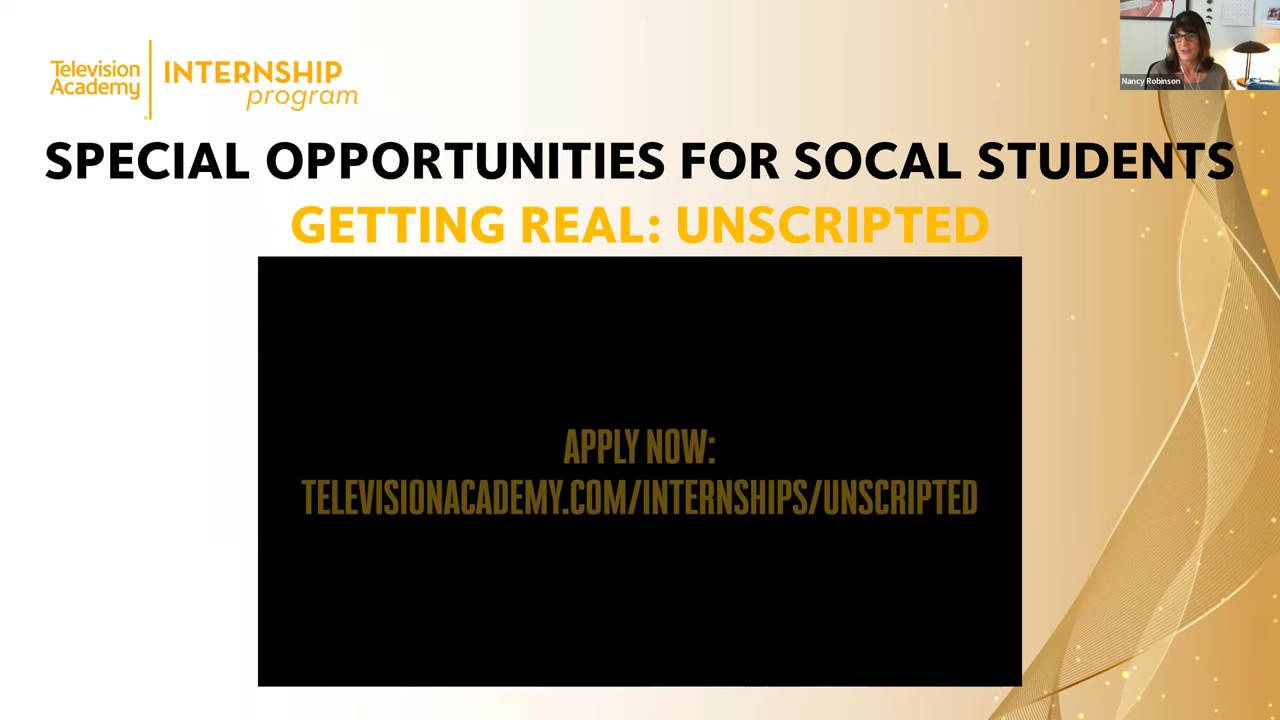 Television
Academy
INTERNSHIP
program
Nancy Robinson
SPECIAL OPPORTUNITIES FOR SOCAL STUDENTS
GETTING REAL: UNSCRIPTED
APPLY NOW:
TELEVISIONACADEMY.COM/INTERNSHIPS/UNSCRIPTED